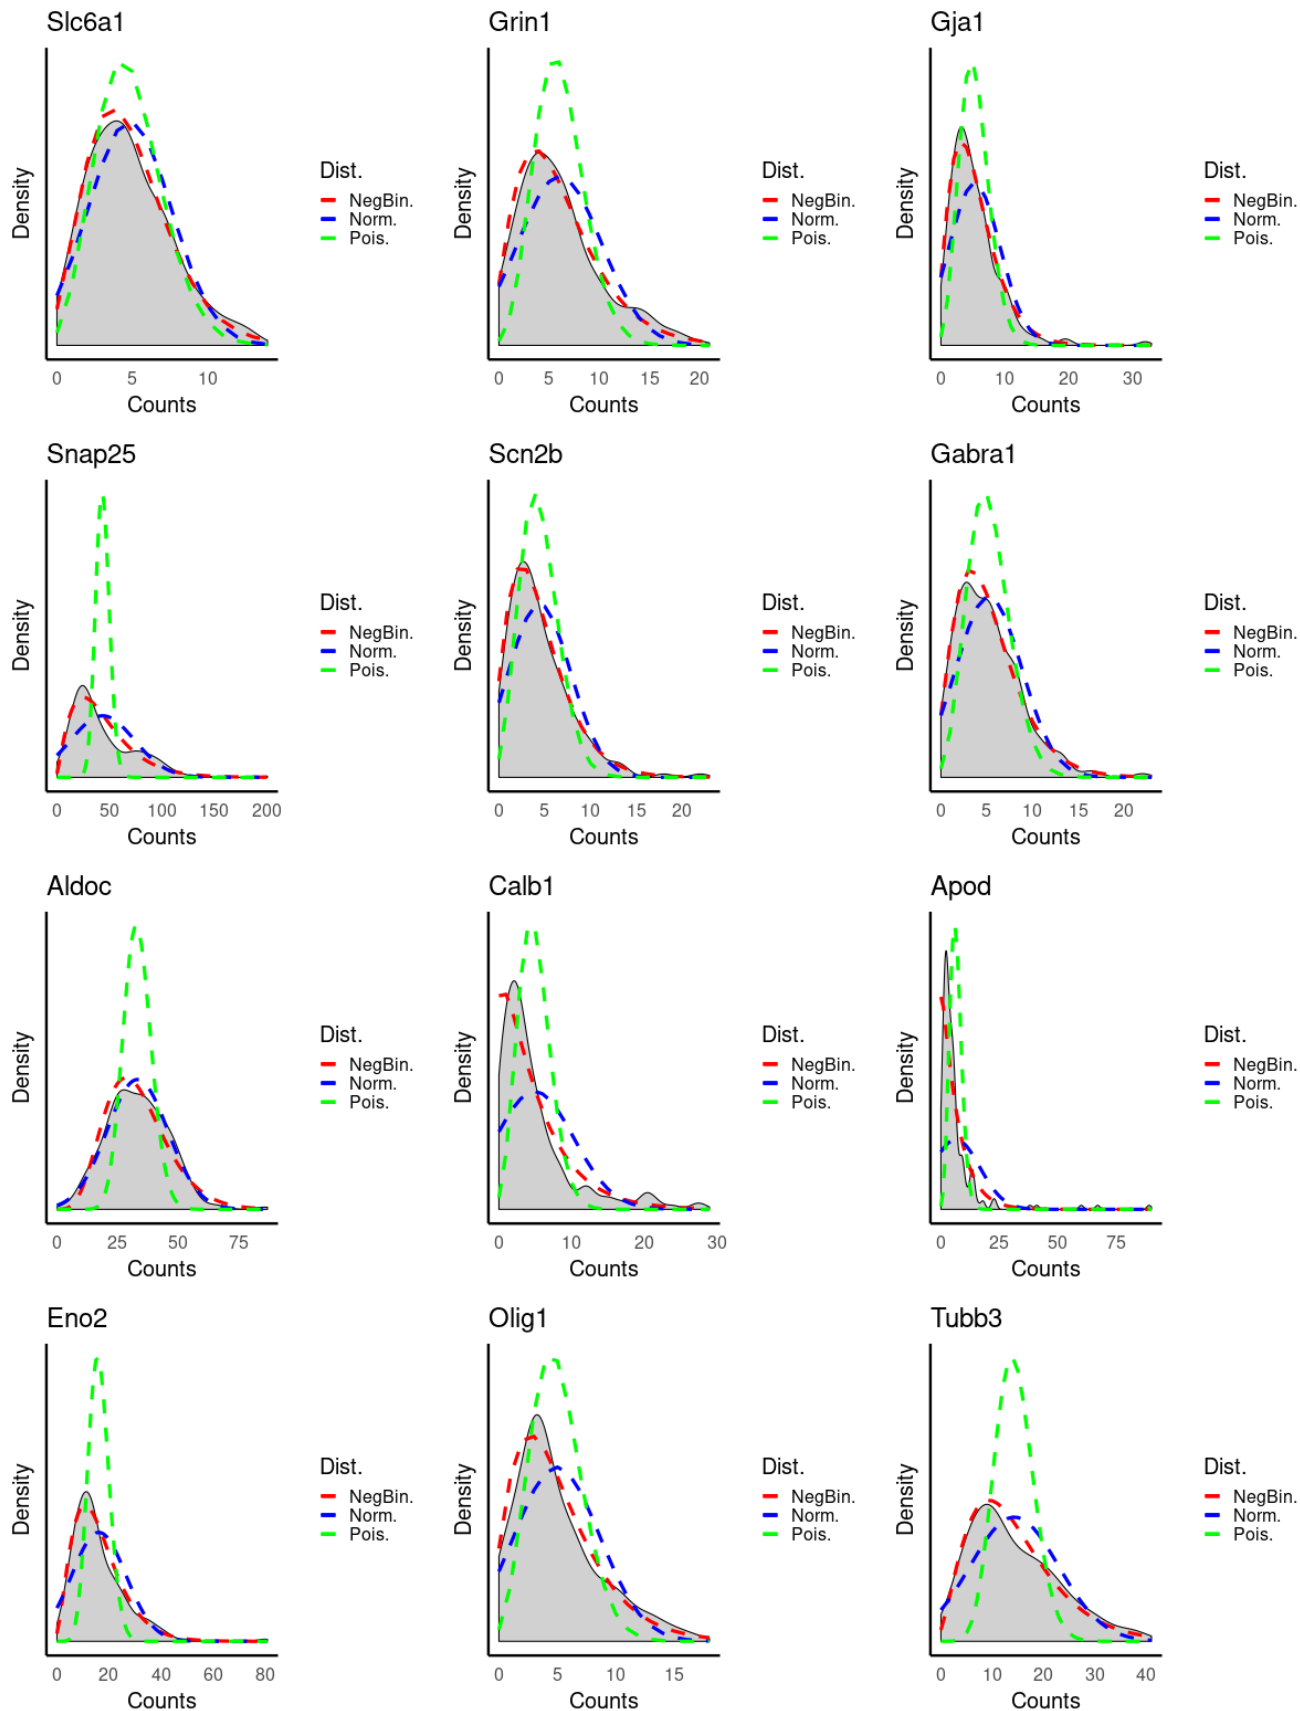 Slc6a1
Density
Dist.
NegBin.
Norm.
Pois.
0 5 10
Counts
Grin1
Density
Dist.
NegBin.
Norm.
Pois.
0 5 10 15 20
Counts
Gja1
Density
Dist.
NegBin.
Norm.
Pois.
0 10 20 30
Counts
Snap25
Density
Dist.
NegBin.
Norm.
Pois.
0 50 100 150 200
Counts
Scn2b
Density
Dist.
NegBin.
Norm.
Pois.
0 5 10 15 20
Counts
Gabra1
Density
Dist.
NegBin.
Norm.
Pois.
0 5 10 15 20
Counts
Aldoc
Density
Dist.
NegBin.
Norm.
Pois.
0 25 50 75
Counts
Calb1
Density
Dist.
NegBin.
Norm.
Pois.
0 10 20 30
Counts
Apod
Density
Dist.
NegBin.
Norm.
Pois.
0 25 50 75
Counts
Eno2
Density
Dist.
NegBin.
Norm.
Pois.
0 20 40 60 80
Counts
Olig1
Density
Dist.
NegBin.
Norm.
Pois.
0 5 10 15
Counts
Tubb3
Density
Dist.
NegBin.
Norm.
Pois.
0 10 20 30 40
Counts